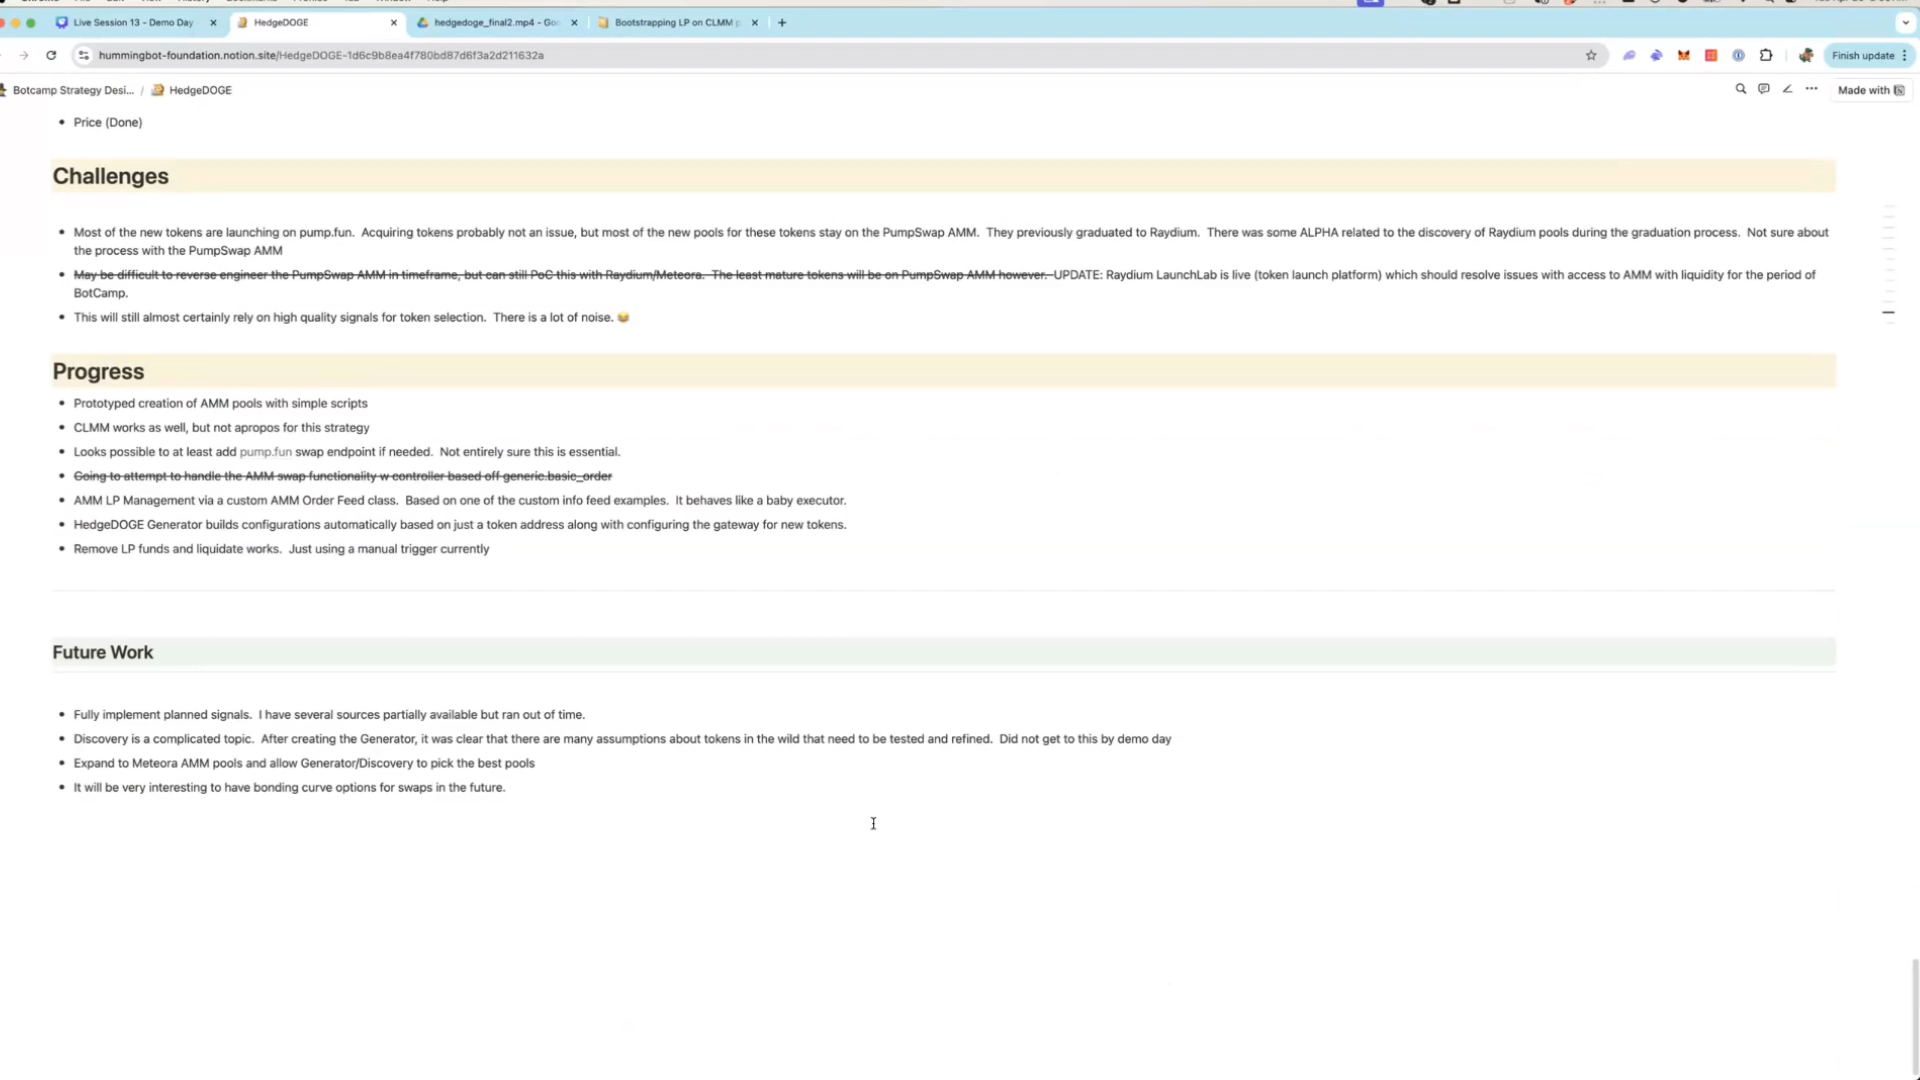 Live Session 13 - Demo Day
HedgeDOGE
hedgedoge_final2.mp4 - Goo
Bootstrapping LP on CLMM p
hummingbot-foundation.notion.site/HedgeDOGE-1d6c9b8ea4f780bd87d6f3a2d211632a
Finish update
Botcamp Strategy Desi... / HedgeDOGE
Made with
• Price (Done)
Challenges
• Most of the new tokens are launching on pump.fun. Acquiring tokens probably not an issue, but most of the new pools for these tokens stay on the PumpSwap AMM. They previously graduated to Raydium. There was some ALPHA related to the discovery of Raydium pools during the graduation process. Not sure about
the process with the PumpSwap AMM
• May be difficult to reverse engineer the PumpSwap AMM in timeframe, but can still PoC this with Raydium/Meteora. The least mature tokens will be on PumpSwap AMM however. UPDATE: Raydium LaunchLab is live (token launch platform) which should resolve issues with access to AMM with liquidity for the period of
BotCamp.
• This will still almost certainly rely on high quality signals for token selection. There is a lot of noise. 😂
Progress
• Prototyped creation of AMM pools with simple scripts
• CLMM works as well, but not apropos for this strategy
• Looks possible to at least add pump.fun swap endpoint if needed. Not entirely sure this is essential.
• Going to attempt to handle the AMM swap functionality w controller based off generic.basic_order
• AMM LP Management via a custom AMM Order Feed class. Based on one of the custom info feed examples. It behaves like a baby executor.
• HedgeDOGE Generator builds configurations automatically based on just a token address along with configuring the gateway for new tokens.
• Remove LP funds and liquidate works. Just using a manual trigger currently
Future Work
• Fully implement planned signals. I have several sources partially available but ran out of time.
• Discovery is a complicated topic. After creating the Generator, it was clear that there are many assumptions about tokens in the wild that need to be tested and refined. Did not get to this by demo day
• Expand to Meteora AMM pools and allow Generator/Discovery to pick the best pools
• It will be very interesting to have bonding curve options for swaps in the future.